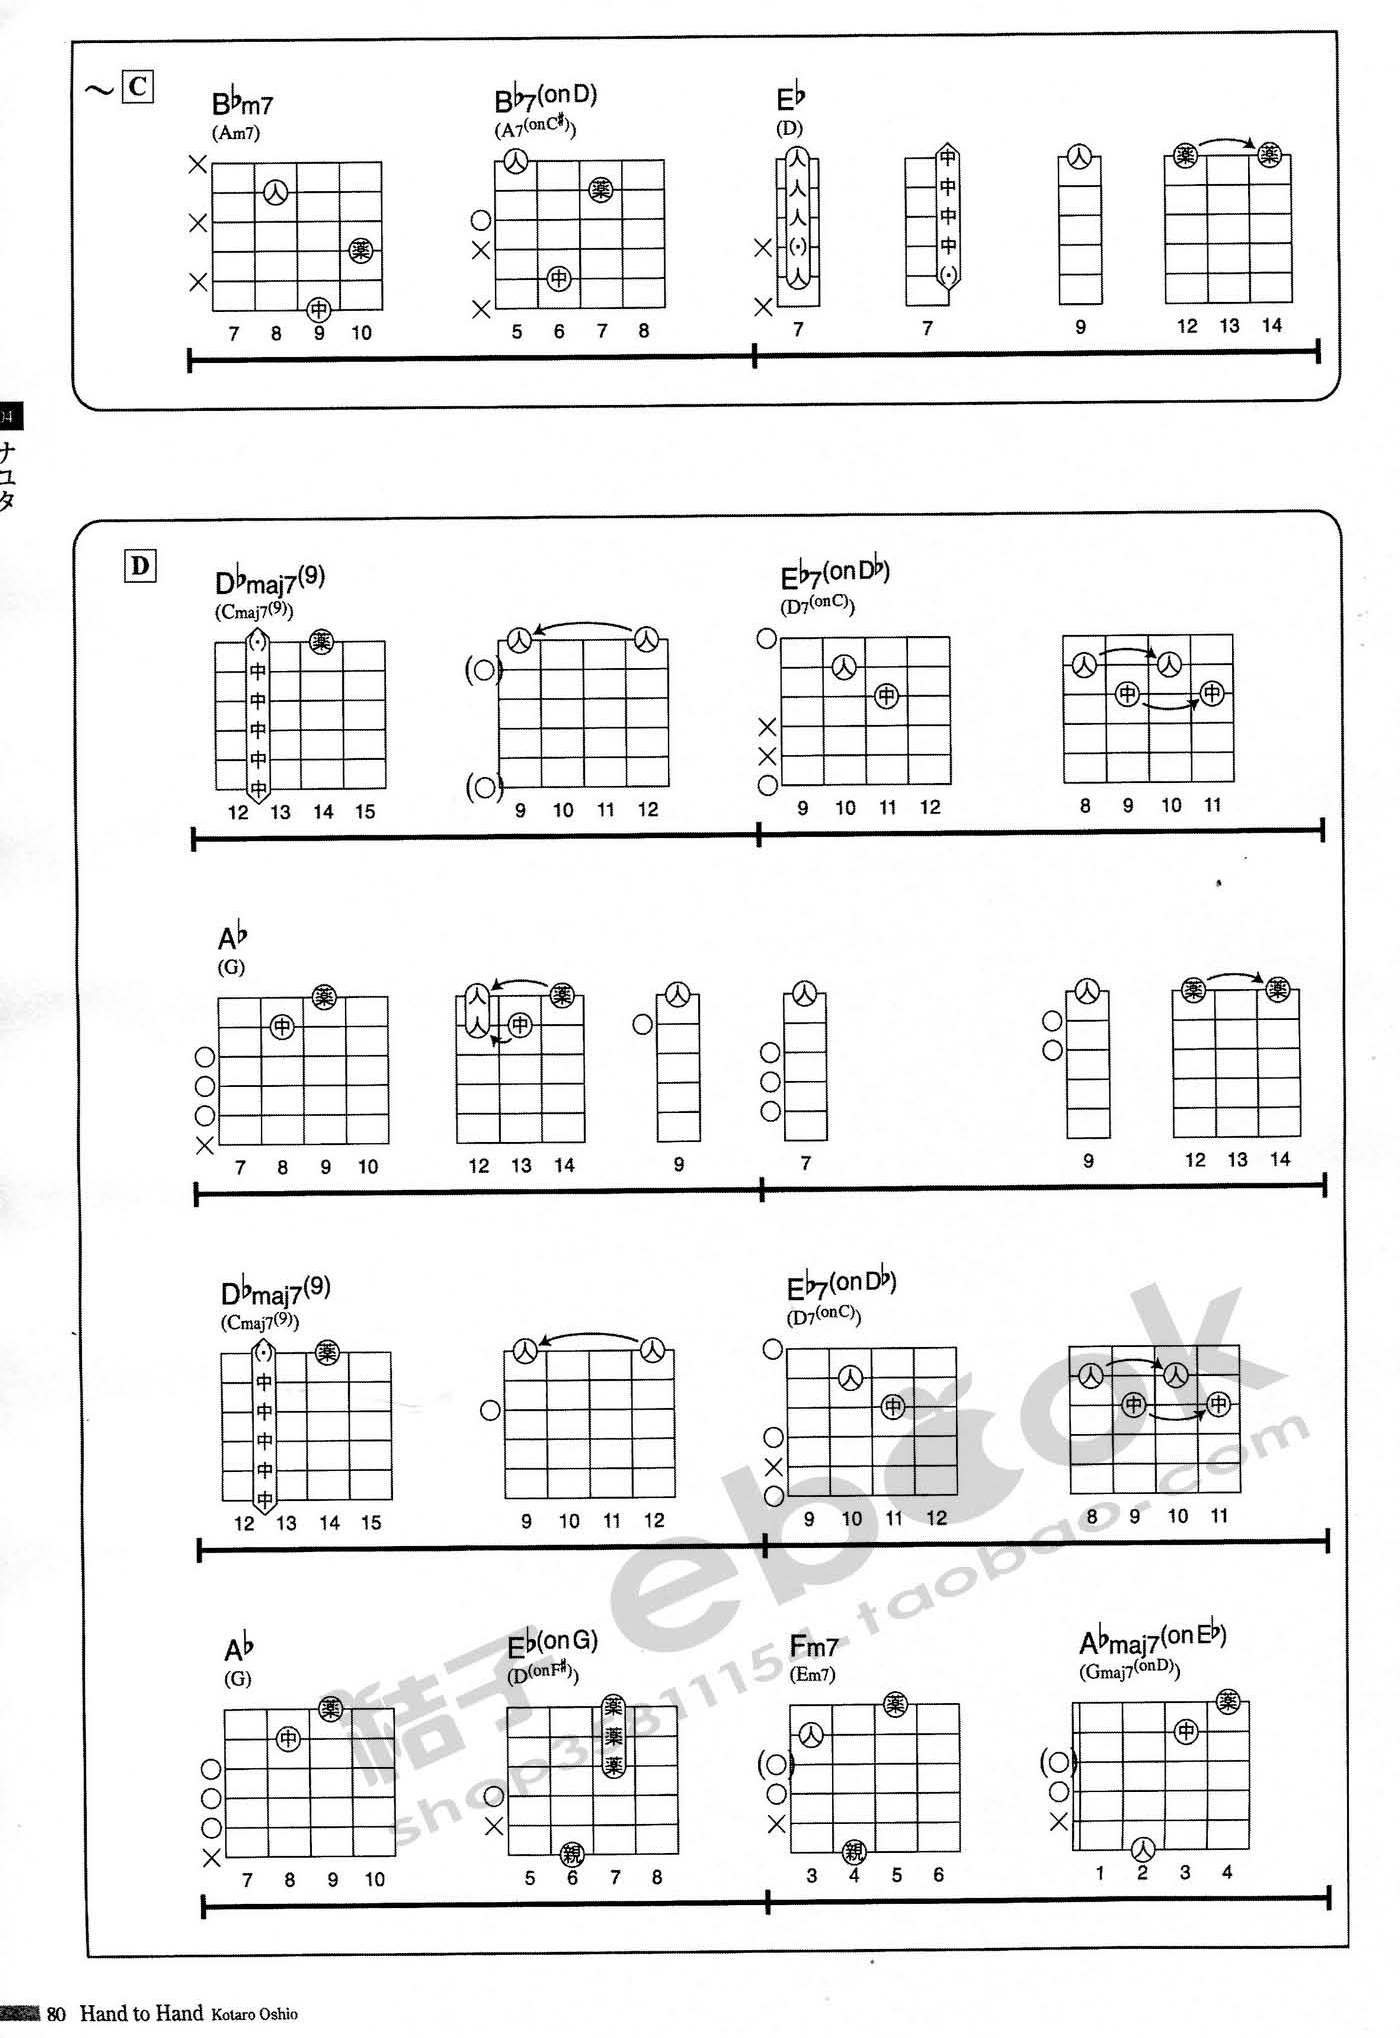 ～ C
B♭m7 B♭7(onD) E♭
(Am7) (A7(onC♯)) (D)
× 人 薬 中 人 中 人 薬 薬
× 人 薬 人 中
× 人 中
× 薬 × × (・) 中
× 中 人 (・)
中 × ×
7 8 9 10 5 6 7 8 7 7 9 12 13 14
04
ナユタ
D
D♭maj7(9) E♭7(onD♭)
(Cmaj7(9)) (D7(onC))
(・) 薬 人 人
中 人 人 人
中 中 中 中
中 ×
中 ×
中
12 13 14 15 9 10 11 12 9 10 11 12 8 9 10 11
A♭
(G)
薬 人 薬 人 人 人 薬 薬
中 人 中
×
7 8 9 10 12 13 14 9 7 9 12 13 14
D♭maj7(9) E♭7(onD♭)
(Cmaj7(9)) (D7(onC))
(・) 薬 人 人
中 人 人 人
中 中 中 中
中
中 ×
中
12 13 14 15 9 10 11 12 9 10 11 12 8 9 10 11
A♭ E♭(onG) Fm7 A♭maj7(onE♭)
(G) (D(onF♯)) (Em7) (Gmaj7(onD))
薬 薬 薬 薬
中 薬 人 中
薬
× × ×
× 親 親 人
7 8 9 10 5 6 7 8 3 4 5 6 1 2 3 4
ebook
shop3581154.taobao.com
80 Hand to Hand Kotaro Oshio